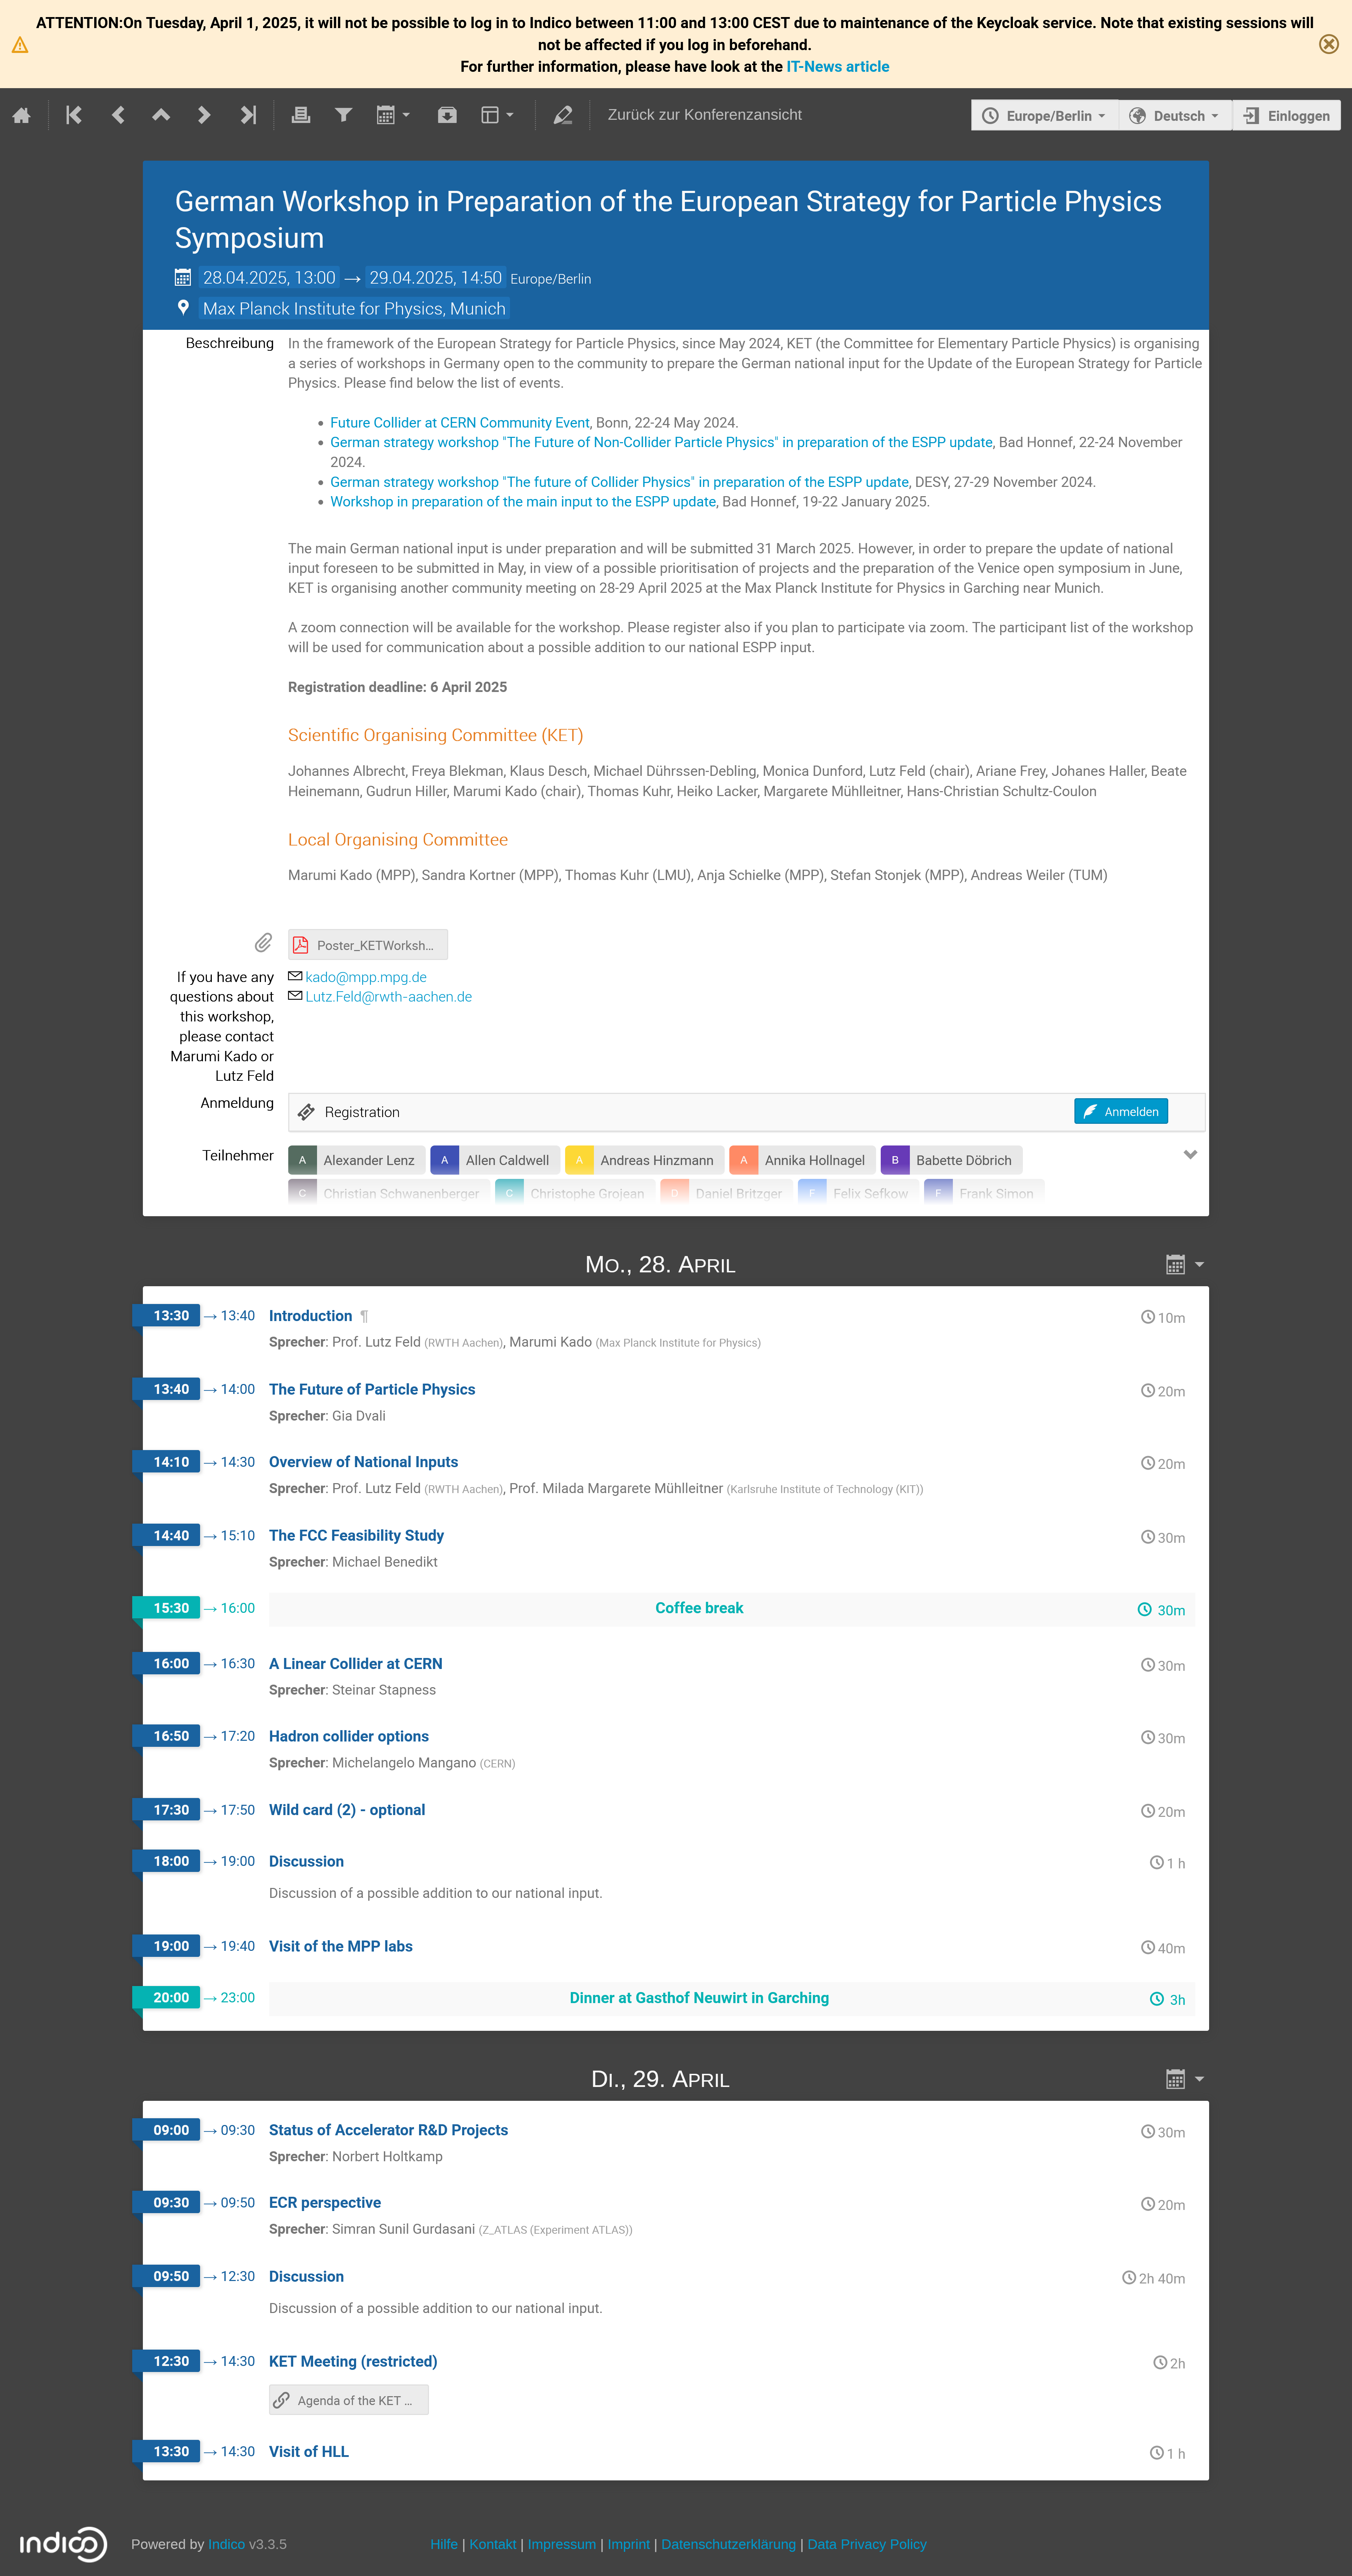 ATTENTION:On Tuesday, April 1, 2025, it will not be possible to log in to Indico between 11:00 and 13:00 CEST due to maintenance of the Keycloak service. Note that existing sessions will
not be affected if you log in beforehand.
For further information, please have look at the IT-News article
Zurück zur Konferenzansicht
Europe/Berlin
Deutsch
Einloggen
German Workshop in Preparation of the European Strategy for Particle Physics
Symposium
28.04.2025, 13:00 → 29.04.2025, 14:50 Europe/Berlin
Max Planck Institute for Physics, Munich
Beschreibung
In the framework of the European Strategy for Particle Physics, since May 2024, KET (the Committee for Elementary Particle Physics) is organising
a series of workshops in Germany open to the community to prepare the German national input for the Update of the European Strategy for Particle
Physics. Please find below the list of events.
• Future Collider at CERN Community Event, Bonn, 22-24 May 2024.
• German strategy workshop "The Future of Non-Collider Particle Physics" in preparation of the ESPP update, Bad Honnef, 22-24 November
2024.
• German strategy workshop "The future of Collider Physics" in preparation of the ESPP update, DESY, 27-29 November 2024.
• Workshop in preparation of the main input to the ESPP update, Bad Honnef, 19-22 January 2025.
The main German national input is under preparation and will be submitted 31 March 2025. However, in order to prepare the update of national
input foreseen to be submitted in May, in view of a possible prioritisation of projects and the preparation of the Venice open symposium in June,
KET is organising another community meeting on 28-29 April 2025 at the Max Planck Institute for Physics in Garching near Munich.
A zoom connection will be available for the workshop. Please register also if you plan to participate via zoom. The participant list of the workshop
will be used for communication about a possible addition to our national ESPP input.
Registration deadline: 6 April 2025
Scientific Organising Committee (KET)
Johannes Albrecht, Freya Blekman, Klaus Desch, Michael Dührssen-Debling, Monica Dunford, Lutz Feld (chair), Ariane Frey, Johanes Haller, Beate
Heinemann, Gudrun Hiller, Marumi Kado (chair), Thomas Kuhr, Heiko Lacker, Margarete Mühlleitner, Hans-Christian Schultz-Coulon
Local Organising Committee
Marumi Kado (MPP), Sandra Kortner (MPP), Thomas Kuhr (LMU), Anja Schielke (MPP), Stefan Stonjek (MPP), Andreas Weiler (TUM)
Poster_KETWorksh...
If you have any
questions about
this workshop,
please contact
Marumi Kado or
Lutz Feld
kado@mpp.mpg.de
Lutz.Feld@rwth-aachen.de
Anmeldung
Registration
Anmelden
Teilnehmer
A Alexander Lenz A Allen Caldwell A Andreas Hinzmann A Annika Hollnagel B Babette Döbrich
C Christian Schwanenberger C Christophe Grojean D Daniel Britzger F Felix Sefkow F Frank Simon
MO., 28. APRIL
13:30 → 13:40 Introduction ¶ 10m
Sprecher: Prof. Lutz Feld (RWTH Aachen), Marumi Kado (Max Planck Institute for Physics)
13:40 → 14:00 The Future of Particle Physics 20m
Sprecher: Gia Dvali
14:10 → 14:30 Overview of National Inputs 20m
Sprecher: Prof. Lutz Feld (RWTH Aachen), Prof. Milada Margarete Mühlleitner (Karlsruhe Institute of Technology (KIT))
14:40 → 15:10 The FCC Feasibility Study 30m
Sprecher: Michael Benedikt
15:30 → 16:00 Coffee break 30m
16:00 → 16:30 A Linear Collider at CERN 30m
Sprecher: Steinar Stapness
16:50 → 17:20 Hadron collider options 30m
Sprecher: Michelangelo Mangano (CERN)
17:30 → 17:50 Wild card (2) - optional 20m
18:00 → 19:00 Discussion 1 h
Discussion of a possible addition to our national input.
19:00 → 19:40 Visit of the MPP labs 40m
20:00 → 23:00 Dinner at Gasthof Neuwirt in Garching 3h
DI., 29. APRIL
09:00 → 09:30 Status of Accelerator R&D Projects 30m
Sprecher: Norbert Holtkamp
09:30 → 09:50 ECR perspective 20m
Sprecher: Simran Sunil Gurdasani (Z_ATLAS (Experiment ATLAS))
09:50 → 12:30 Discussion 2h 40m
Discussion of a possible addition to our national input.
12:30 → 14:30 KET Meeting (restricted) 2h
Agenda of the KET ...
13:30 → 14:30 Visit of HLL 1 h
indico
Powered by Indico v3.3.5
Hilfe | Kontakt | Impressum | Imprint | Datenschutzerklärung | Data Privacy Policy